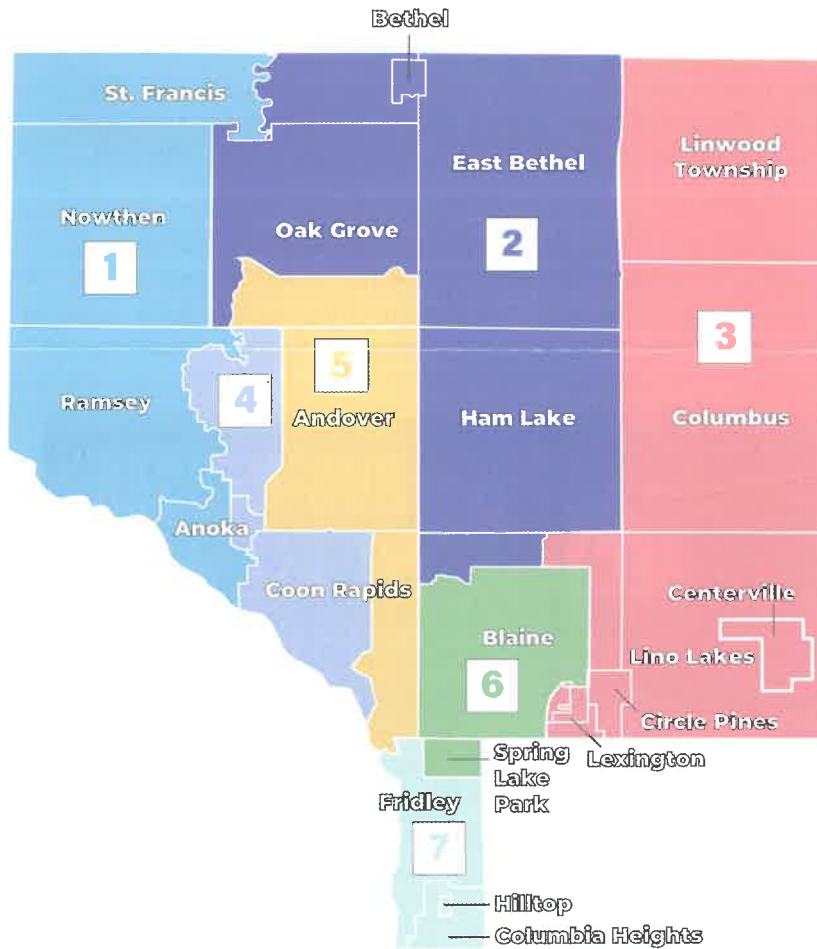 Bethel
St. Francis
East Bethel
Linwood
Township
Nowthen
Oak Grove
1
2
3
5
4
Ramsey
Andover
Ham Lake
Columbus
Anoka
Coon Rapids
Centerville
Blaine
Lino Lakes
6
Circle Pines
Spring
Lake
Park
Lexington
Fridley
7
Hilltop
Columbia Heights